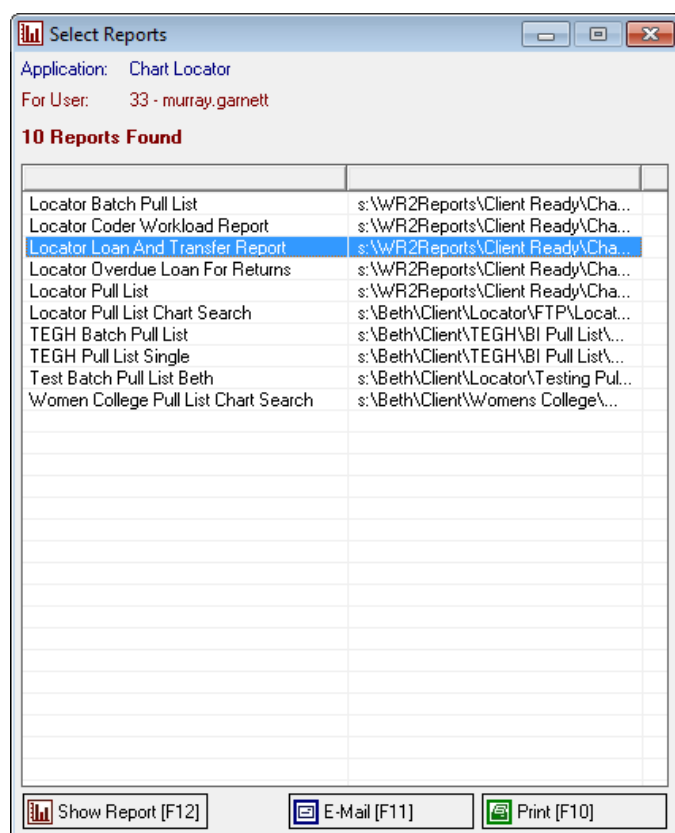 Select Reports
Application: Chart Locator
For User: 33 - murray.garnett
10 Reports Found
Locator Batch Pull List s:\WR2Reports\Client Ready\Cha...
Locator Coder Workload Report s:\WR2Reports\Client Ready\Cha...
Locator Loan And Transfer Report s:\WR2Reports\Client Ready\Cha...
Locator Overdue Loan For Returns s:\WR2Reports\Client Ready\Cha...
Locator Pull List s:\WR2Reports\Client Ready\Cha...
Locator Pull List Chart Search s:\Beth\Client\Locator\FTP\Locat...
TEGH Batch Pull List s:\Beth\Client\TEGH\BI Pull List\...
TEGH Pull List Single s:\Beth\Client\TEGH\BI Pull List\...
Test Batch Pull List Beth s:\Beth\Client\Locator\Testing Pul...
Women College Pull List Chart Search s:\Beth\Client\Womens College\...
Show Report [F12] E-Mail [F11] Print [F10]